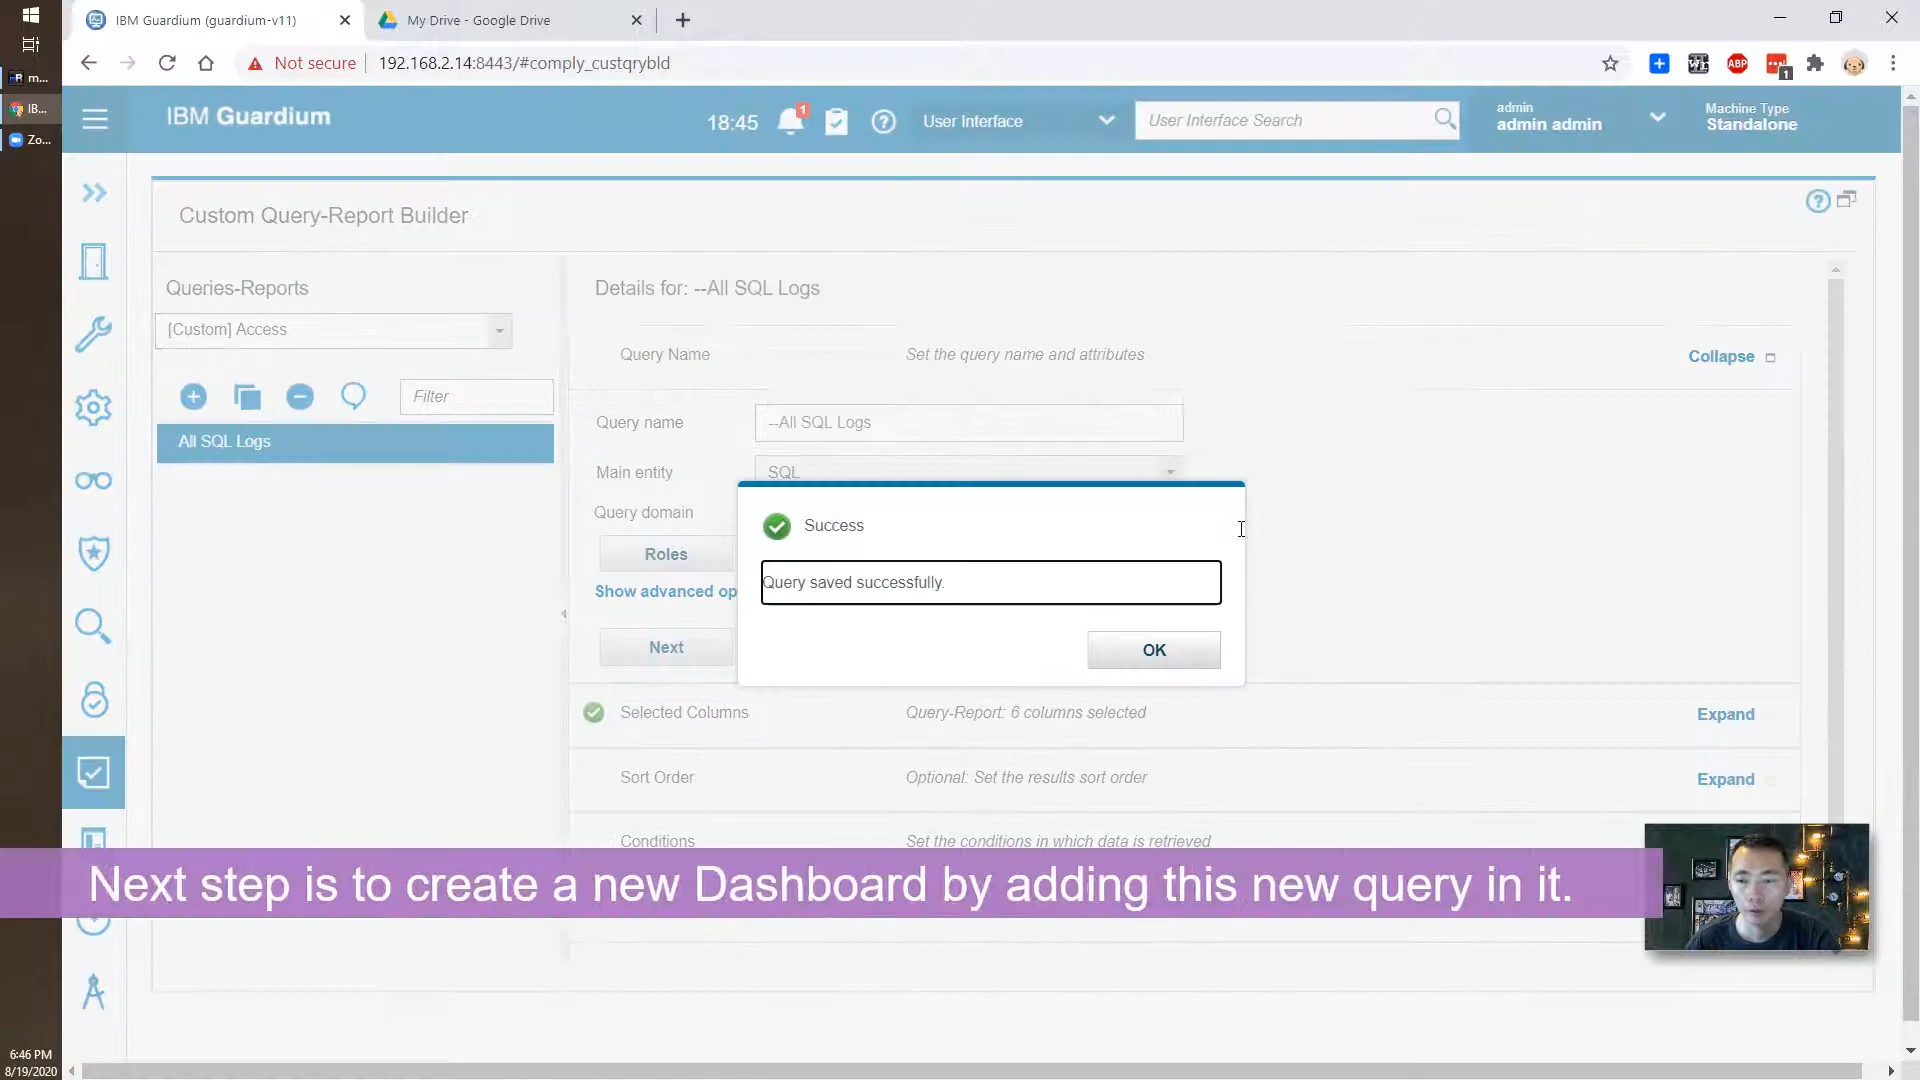 IBM Guardium (guardium-v11)
My Drive - Google Drive
m...
IB...
Zo...
Not secure
192.168.2.14:8443/#comply_custqrybld
ABP
1
IBM Guardium
18:45
1
User Interface
User Interface Search
admin
admin admin
Machine Type
Standalone
Custom Query-Report Builder
Queries-Reports
[Custom] Access
Filter
All SQL Logs
Details for: --All SQL Logs
Query Name
Set the query name and attributes
Collapse
Query name
--All SQL Logs
Main entity
SQL
Query domain
Roles
Show advanced op
Next
Success
Query saved successfully.
OK
Selected Columns
Query-Report: 6 columns selected
Expand
Sort Order
Optional: Set the results sort order
Expand
Conditions
Set the conditions in which data is retrieved
Next step is to create a new Dashboard by adding this new query in it.
6:46 PM
8/19/2020